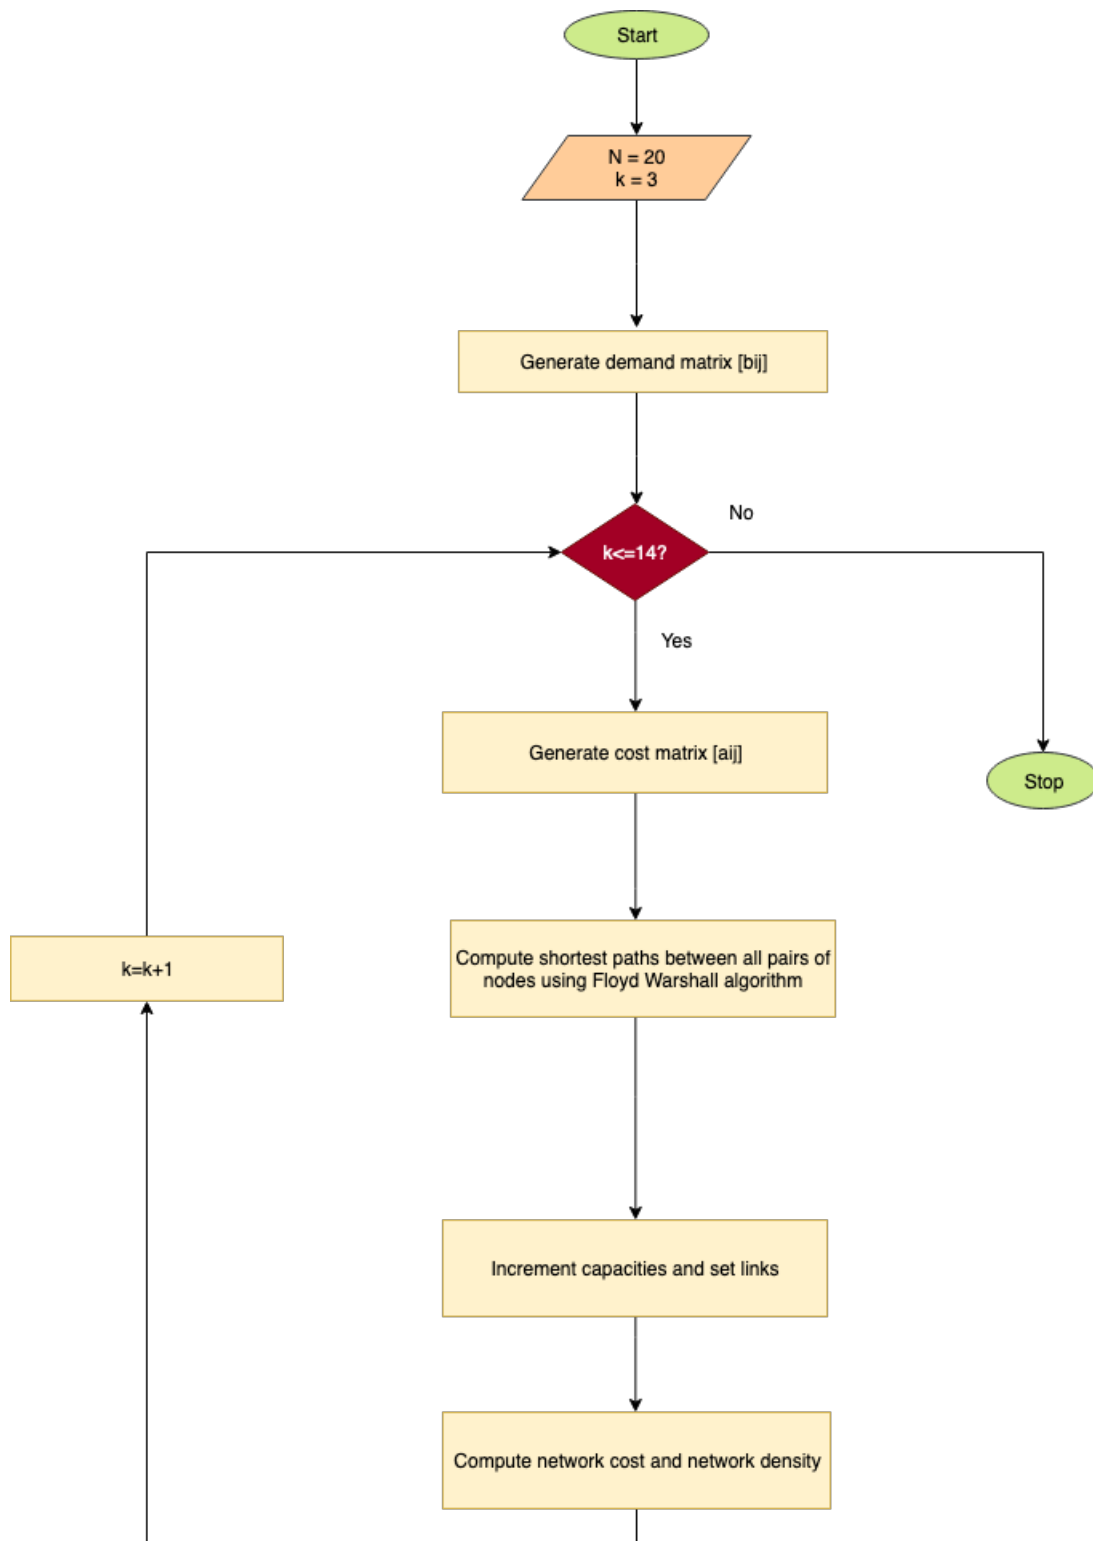 Start
N = 20
k = 3
Generate demand matrix [bij]
No
k<=14?
Yes
Generate cost matrix [aij]
Stop
Compute shortest paths between all pairs of
nodes using Floyd Warshall algorithm
k=k+1
Increment capacities and set links
Compute network cost and network density